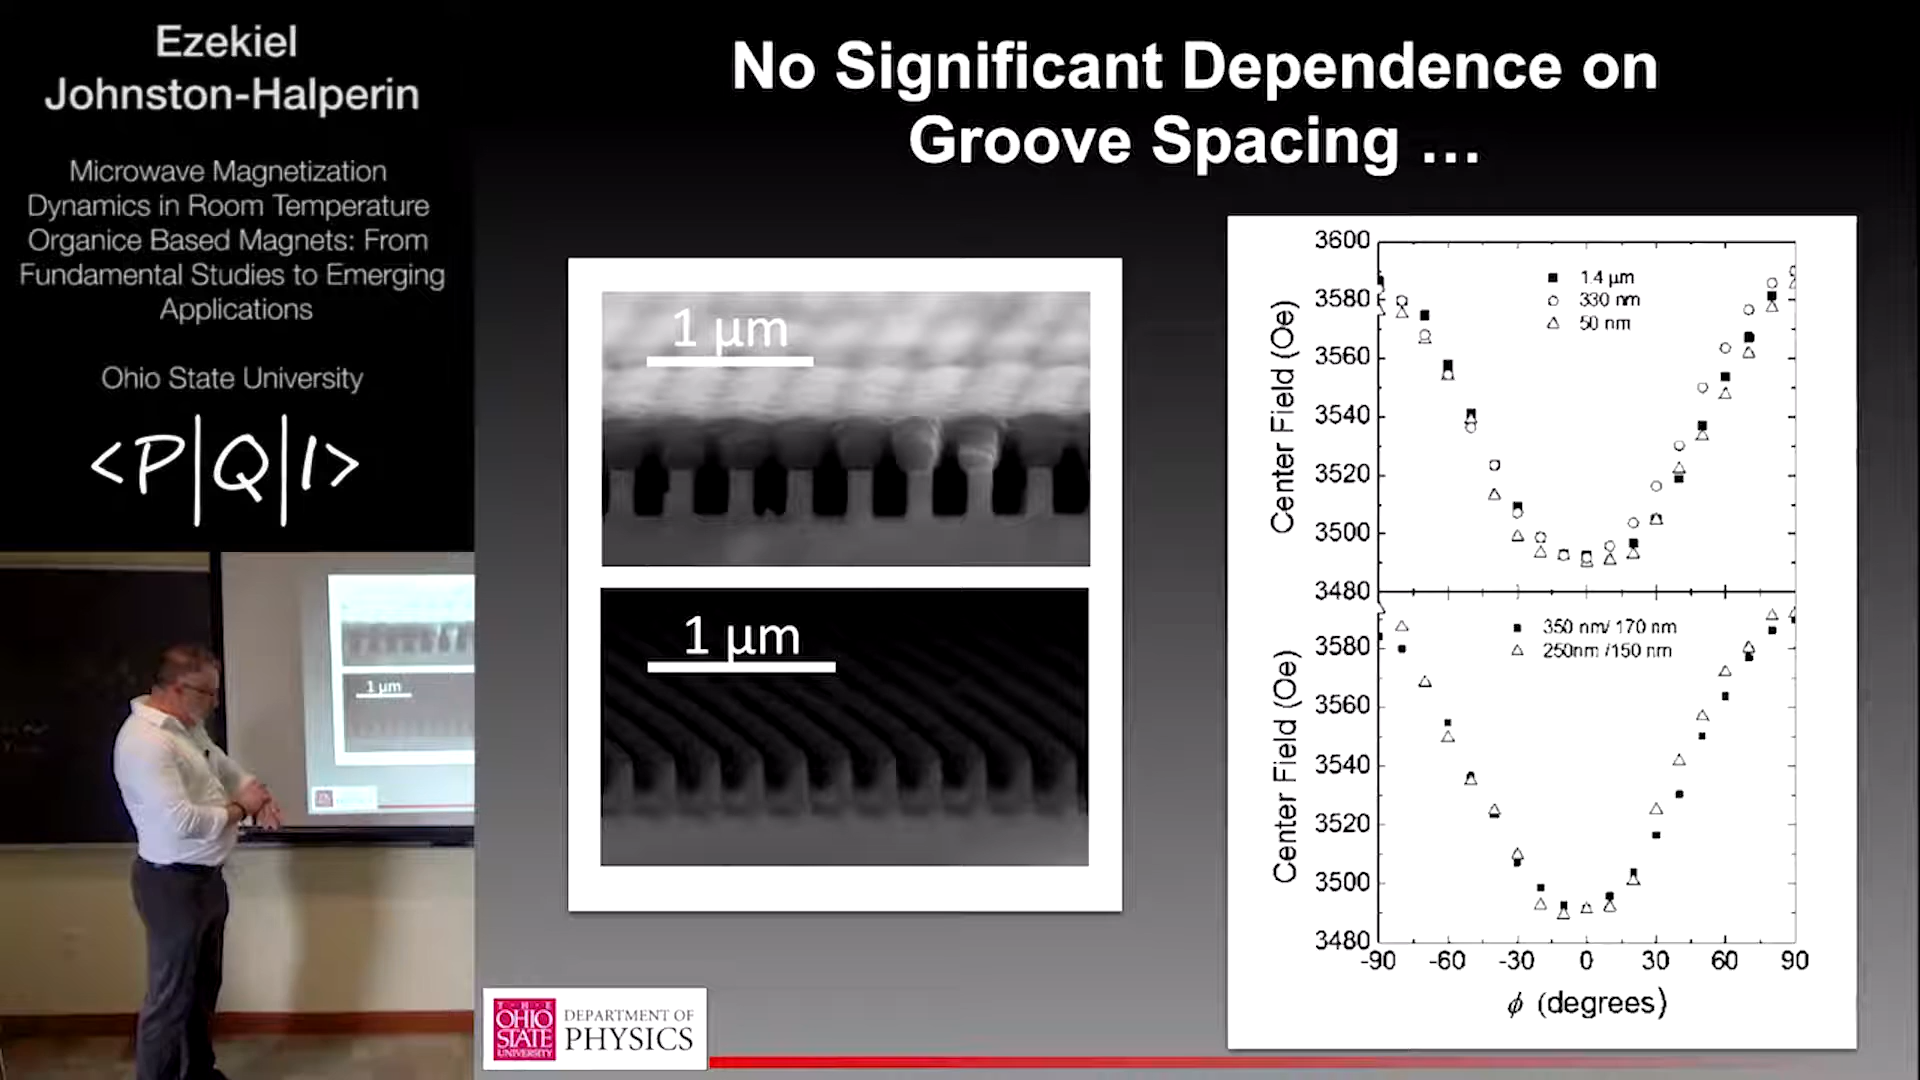 Ezekiel
Johnston-Halperin
Microwave Magnetization
Dynamics in Room Temperature
Organice Based Magnets: From
Fundamental Studies to Emerging
Applications
Ohio State University
<P|Q|I>
No Significant Dependence on
Groove Spacing ...
1 μm
1 μm
3600
3580
3560
3540
3520
3500
3480
Center Field (Oe)
1.4 μm
330 nm
50 nm
3580
3560
3540
3520
3500
3480
Center Field (Oe)
350 nm/ 170 nm
250nm /150 nm
-90 -60 -30 0 30 60 90
ϕ (degrees)
1 μm
T·H·E
OHIO
STATE
UNIVERSITY
DEPARTMENT OF
PHYSICS